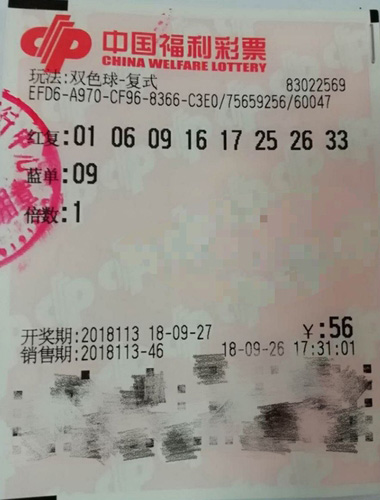 中国福利彩票
CHINA WELFARE LOTTERY
玩法:双色球-复式 83022569
EFD6-A970-CF96-8366-C3E0/75659256/60047
红复:01 06 09 16 17 25 26 33
蓝单:09
倍数:1
开奖期:2018113 18-09-27 ￥:56
销售期:2018113-46 18-09-26 17:31:01